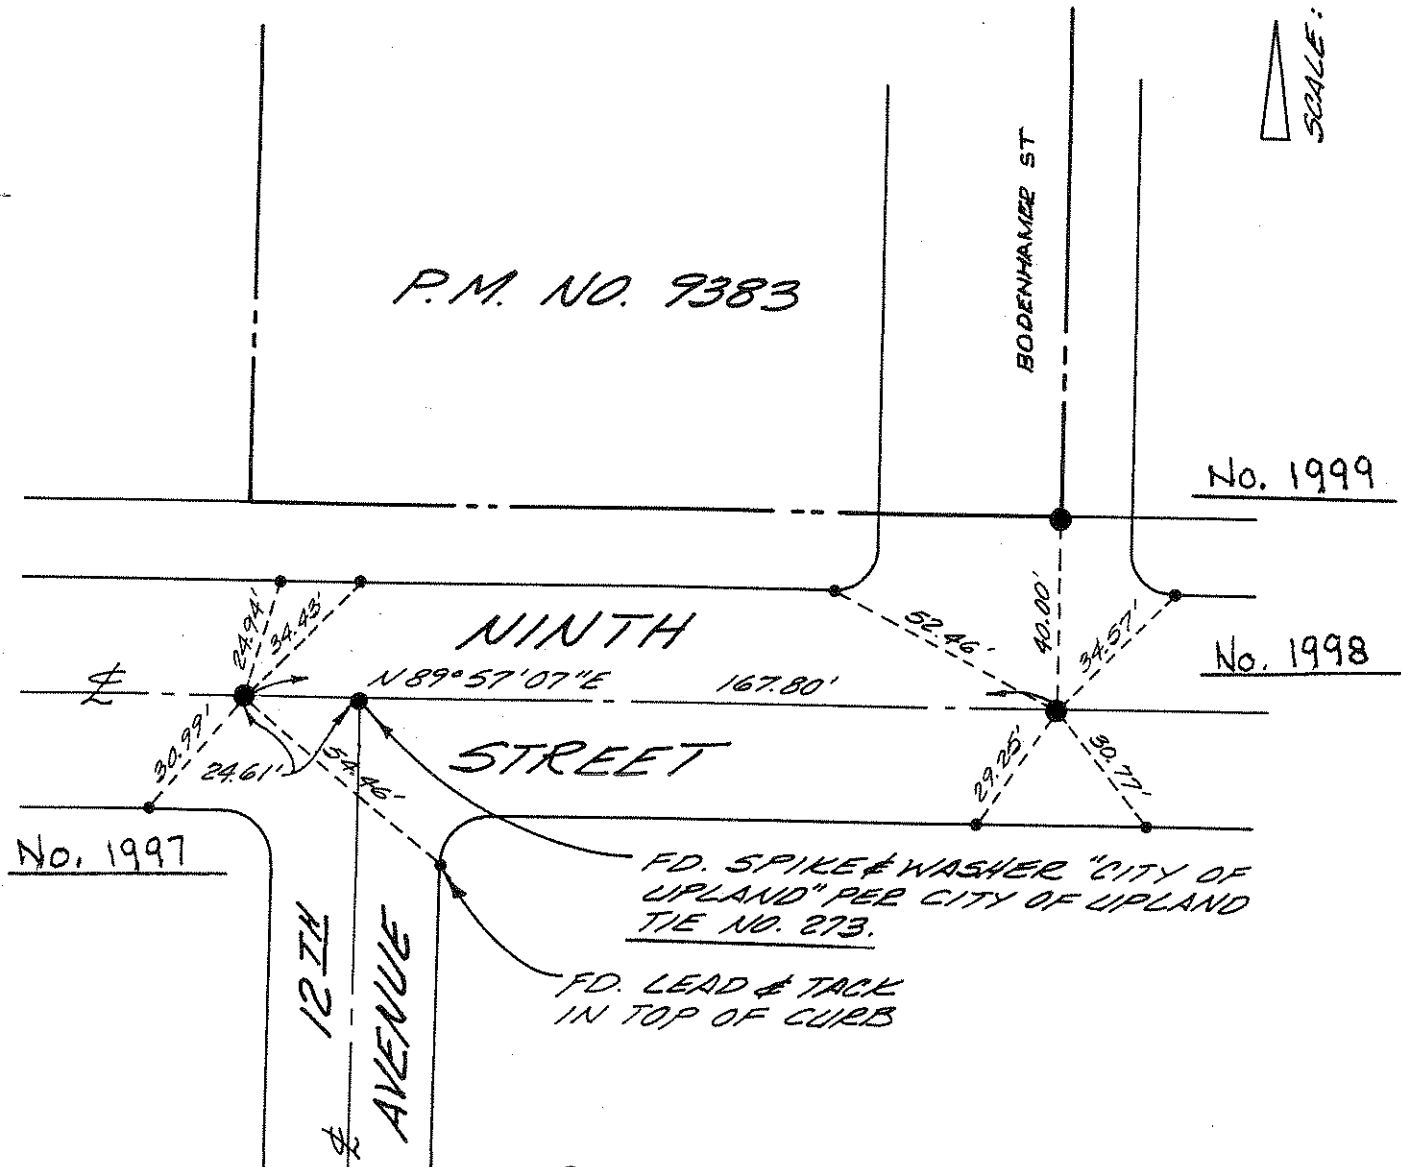 SCALE:
BODENHAMER ST
P.M. NO. 9383
No. 1999
24.94'
34.43'
NINTH
52.46'
40.00'
34.57'
No. 1998
℄
N89°57'07"E
167.80'
30.99'
24.61'
54.46'
STREET
29.25'
30.77'
No. 1997
FD. SPIKE & WASHER "CITY OF
UPLAND" PER CITY OF UPLAND
TIE NO. 273.
12TH
AVENUE
FD. LEAD & TACK
IN TOP OF CURB
℄